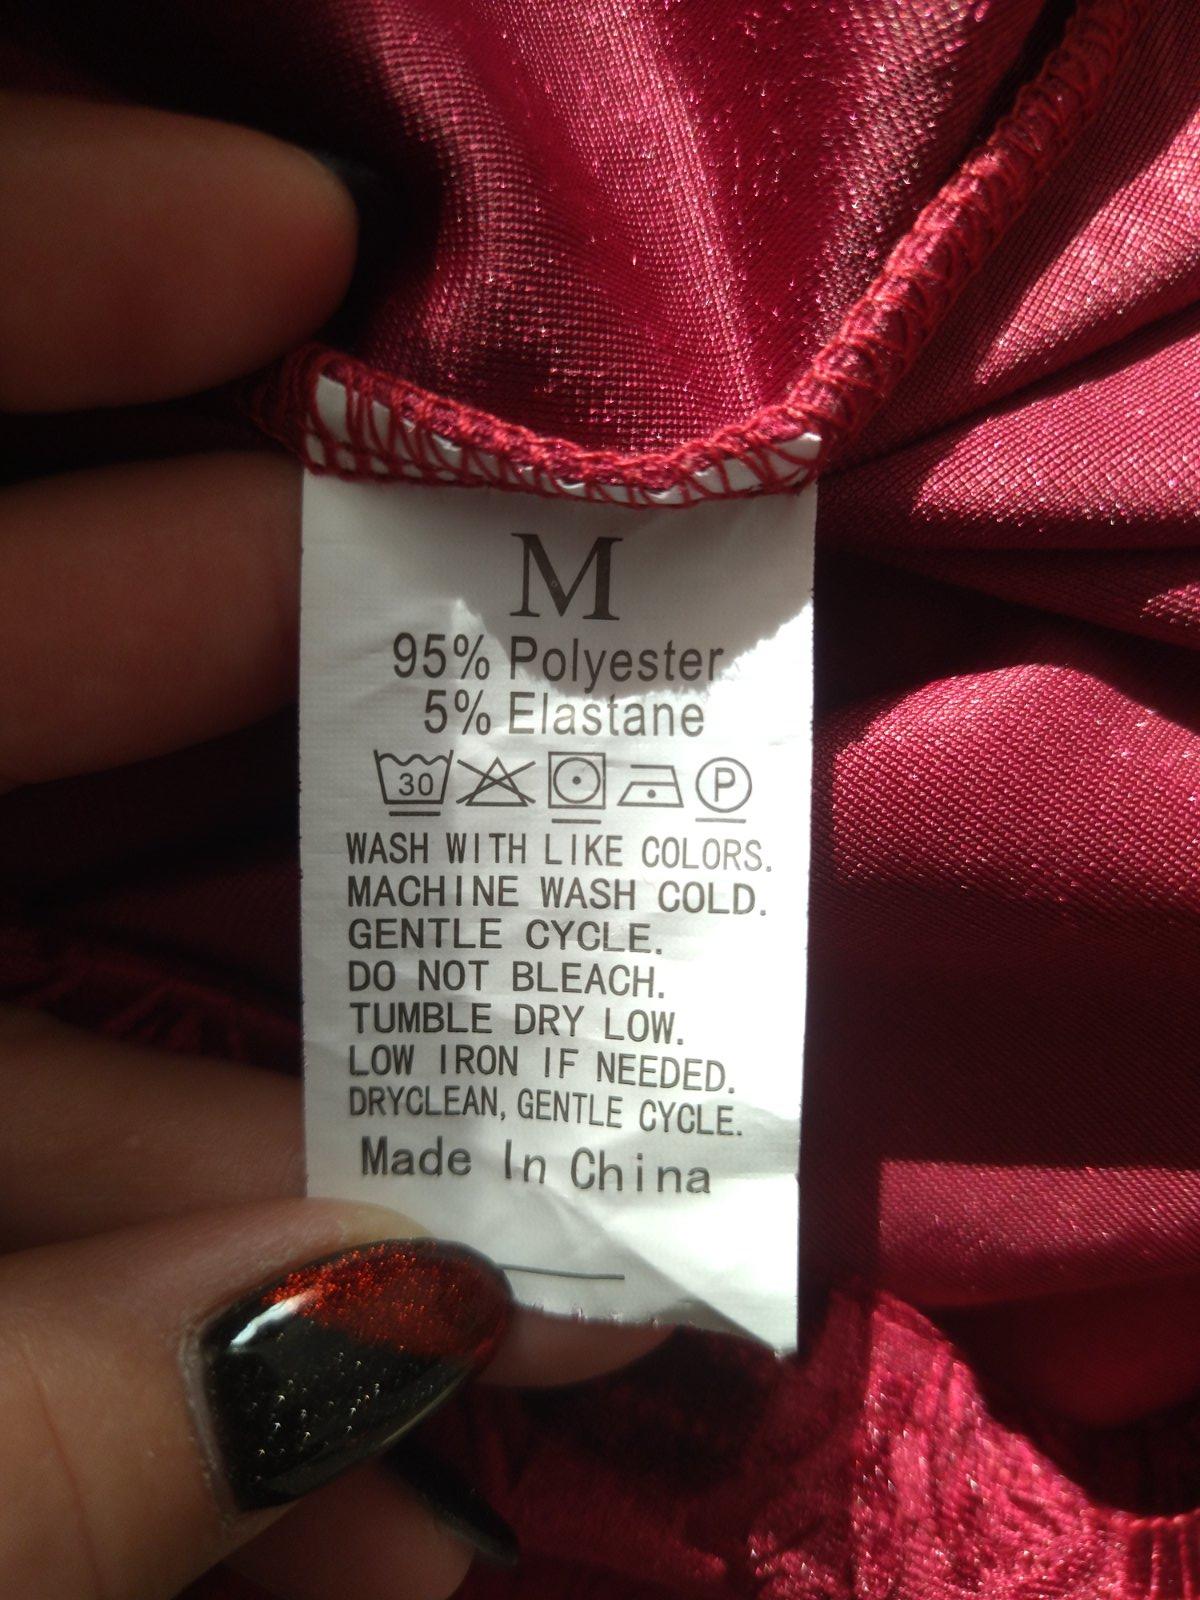 M
95% Polyester
5% Elastane
30 P
WASH WITH LIKE COLORS.
MACHINE WASH COLD.
GENTLE CYCLE.
DO NOT BLEACH.
TUMBLE DRY LOW.
LOW IRON IF NEEDED.
DRYCLEAN, GENTLE CYCLE.
Made In China